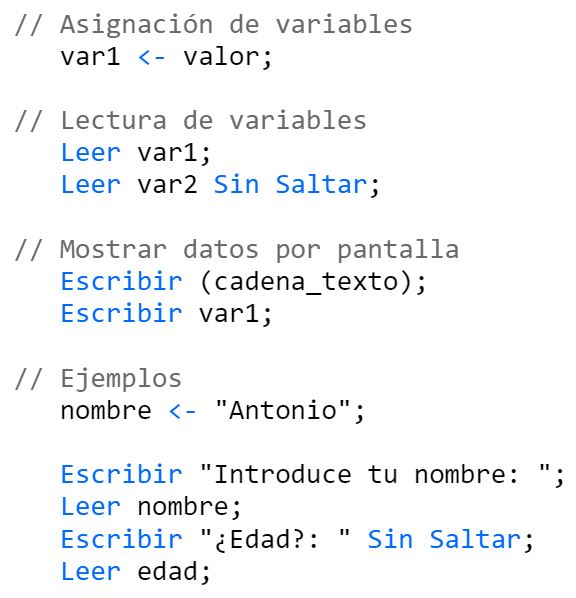 // Asignación de variables
var1 <- valor;
// Lectura de variables
Leer var1;
Leer var2 Sin Saltar;
// Mostrar datos por pantalla
Escribir (cadena_texto);
Escribir var1;
// Ejemplos
nombre <- "Antonio";
Escribir "Introduce tu nombre: ";
Leer nombre;
Escribir "¿Edad?: " Sin Saltar;
Leer edad;